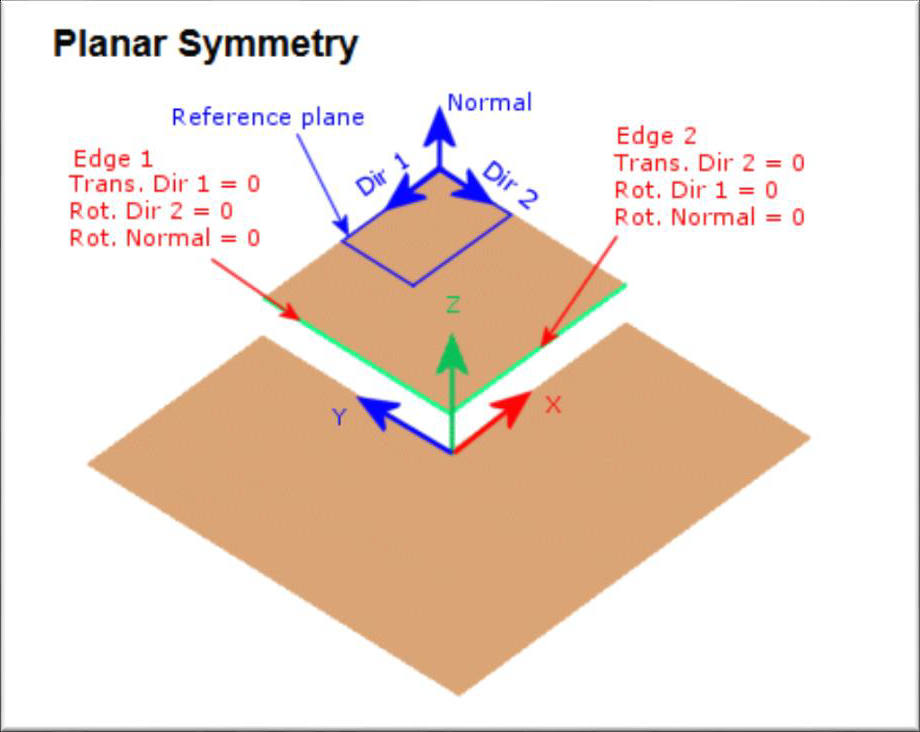 Planar Symmetry
Normal
Reference plane
Edge 1
Trans. Dir 1 = 0
Rot. Dir 2 = 0
Rot. Normal = 0
Dir 1
Dir 2
Edge 2
Trans. Dir 2 = 0
Rot. Dir 1 = 0
Rot. Normal = 0
Z
Y
X